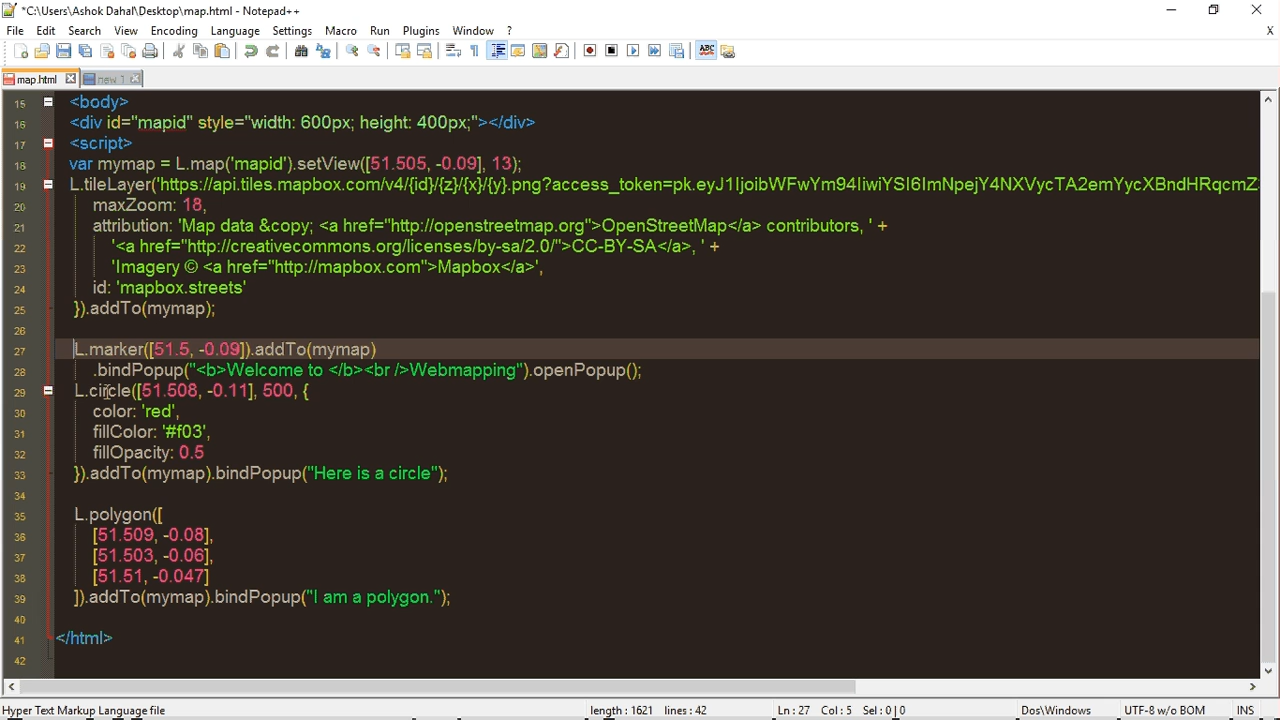 *C:\Users\Ashok Dahal\Desktop\map.html - Notepad++
File Edit Search View Encoding Language Settings Macro Run Plugins Window ? X
map.html new 1
15 <body>
16 <div id="mapid" style="width: 600px; height: 400px;"></div>
17 <script>
18 var mymap = L.map('mapid').setView([51.505, -0.09], 13);
19 L.tileLayer('https://api.tiles.mapbox.com/v4/{id}/{z}/{x}/{y}.png?access_token=pk.eyJ1IjoibWFwYm94IiwiYSI6ImNpejY4NXVycTA2emYycXBndHRqcmZ
20 maxZoom: 18,
21 attribution: 'Map data &copy; <a href="http://openstreetmap.org">OpenStreetMap</a> contributors, ' +
22 '<a href="http://creativecommons.org/licenses/by-sa/2.0/">CC-BY-SA</a>, ' +
23 'Imagery © <a href="http://mapbox.com">Mapbox</a>',
24 id: 'mapbox.streets'
25 }).addTo(mymap);
26
27 L.marker([51.5, -0.09]).addTo(mymap)
28 .bindPopup("<b>Welcome to </b><br />Webmapping").openPopup();
29 L.circle([51.508, -0.11], 500, {
30 color: 'red',
31 fillColor: '#f03',
32 fillOpacity: 0.5
33 }).addTo(mymap).bindPopup("Here is a circle");
34
35 L.polygon([
36 [51.509, -0.08],
37 [51.503, -0.06],
38 [51.51, -0.047]
39 ]).addTo(mymap).bindPopup("I am a polygon.");
40
41 </html>
42
Hyper Text Markup Language file length : 1621 lines : 42 Ln : 27 Col : 5 Sel : 0 | 0 Dos\Windows UTF-8 w/o BOM INS